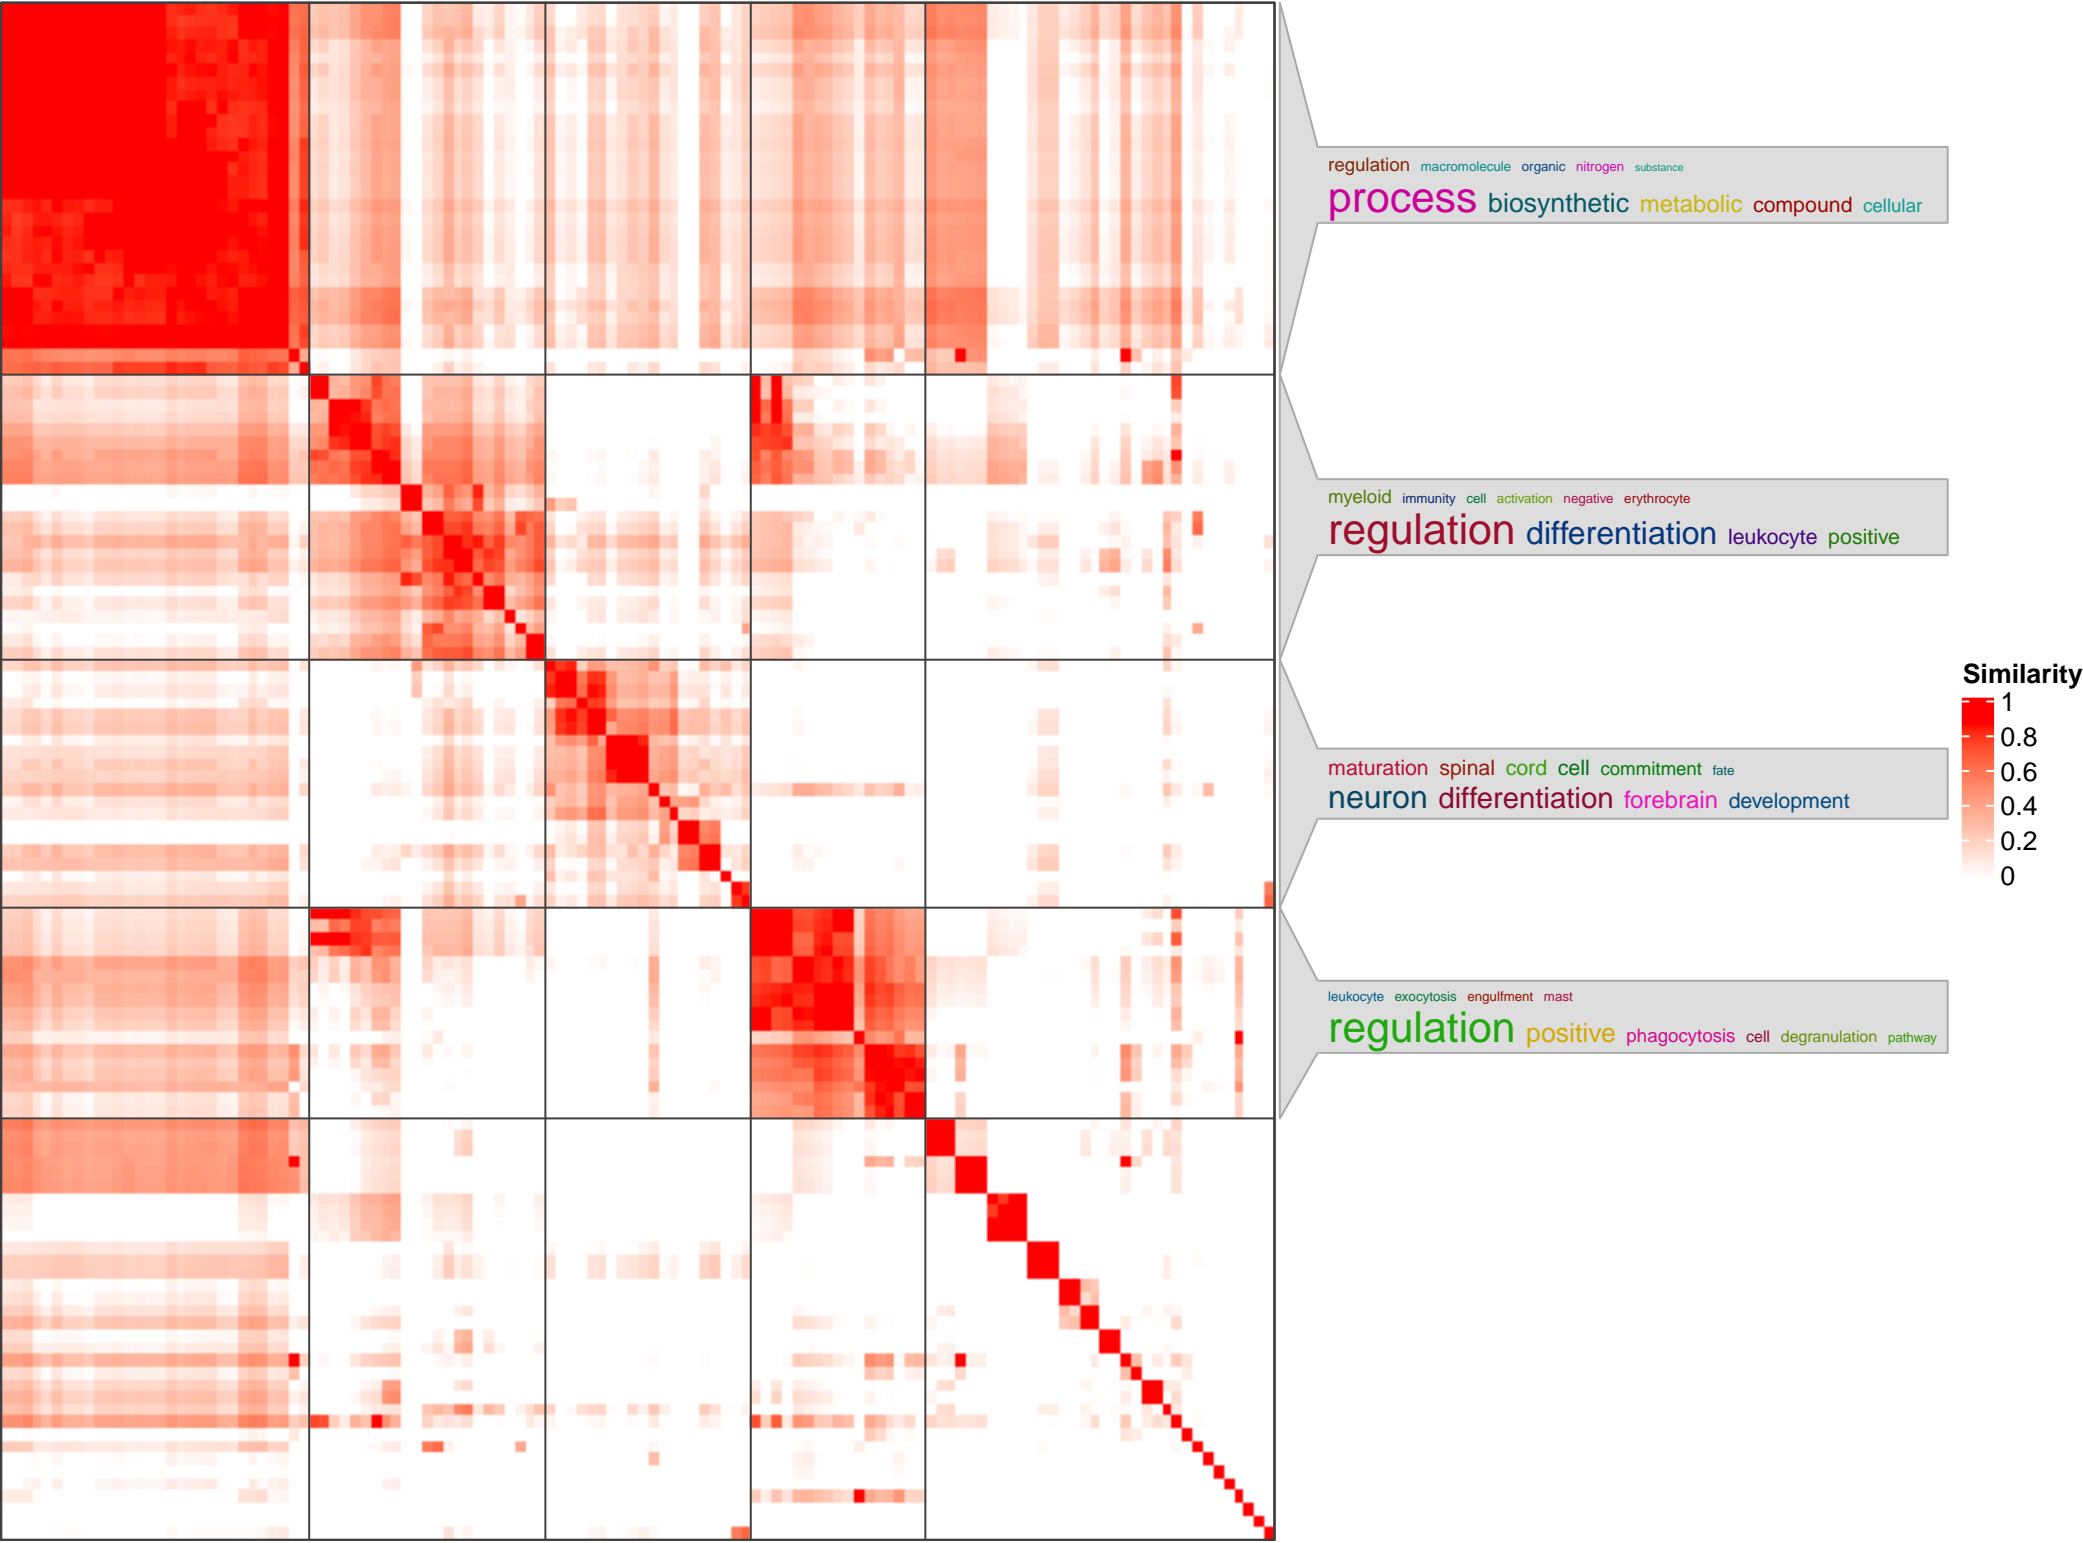 regulation macromolecule organic nitrogen substance
process biosynthetic metabolic compound cellular
myeloid immunity cell activation negative erythrocyte
regulation differentiation leukocyte positive
maturation spinal cord cell commitment fate
neuron differentiation forebrain development
leukocyte exocytosis engulfment mast
regulation positive phagocytosis cell degranulation pathway
Similarity
1
0.8
0.6
0.4
0.2
0